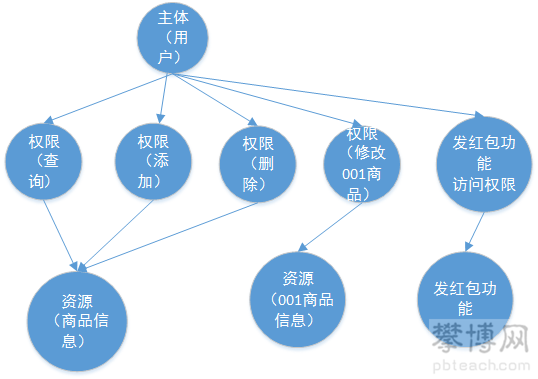 主体
（用
户）
权限
（查
询）
权限
（添
加）
权限
（删
除）
权限
（修改
001商
品）
发红包功
能
访问权限
资源
（商品信
息）
资源
（001商品
信息）
发红包功
能
攀博网
pbteach.com